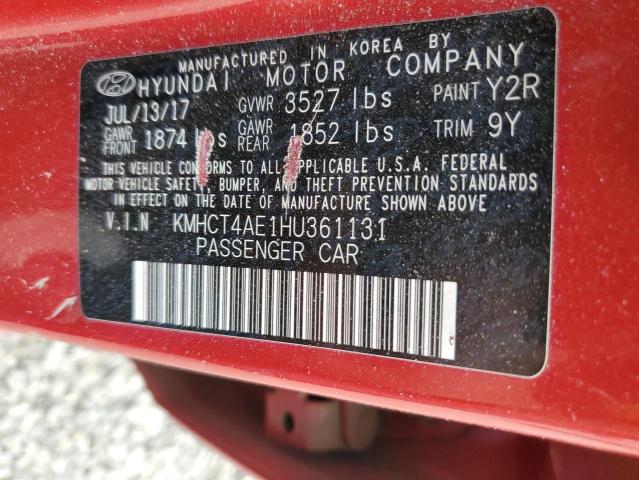 MANUFACTURED IN KOREA BY
HYUNDAI MOTOR COMPANY
JUL/13/17 GVWR 3527 lbs PAINT Y2R
GAWR FRONT 1874 lbs GAWR REAR 1852 lbs TRIM 9Y
THIS VEHICLE CONFORMS TO ALL APPLICABLE U.S.A. FEDERAL
MOTOR VEHICLE SAFETY, BUMPER, AND THEFT PREVENTION STANDARDS
IN EFFECT ON THE DATE OF MANUFACTURE SHOWN ABOVE.
V.I.N KMHCT4AE1HU361131
PASSENGER CAR